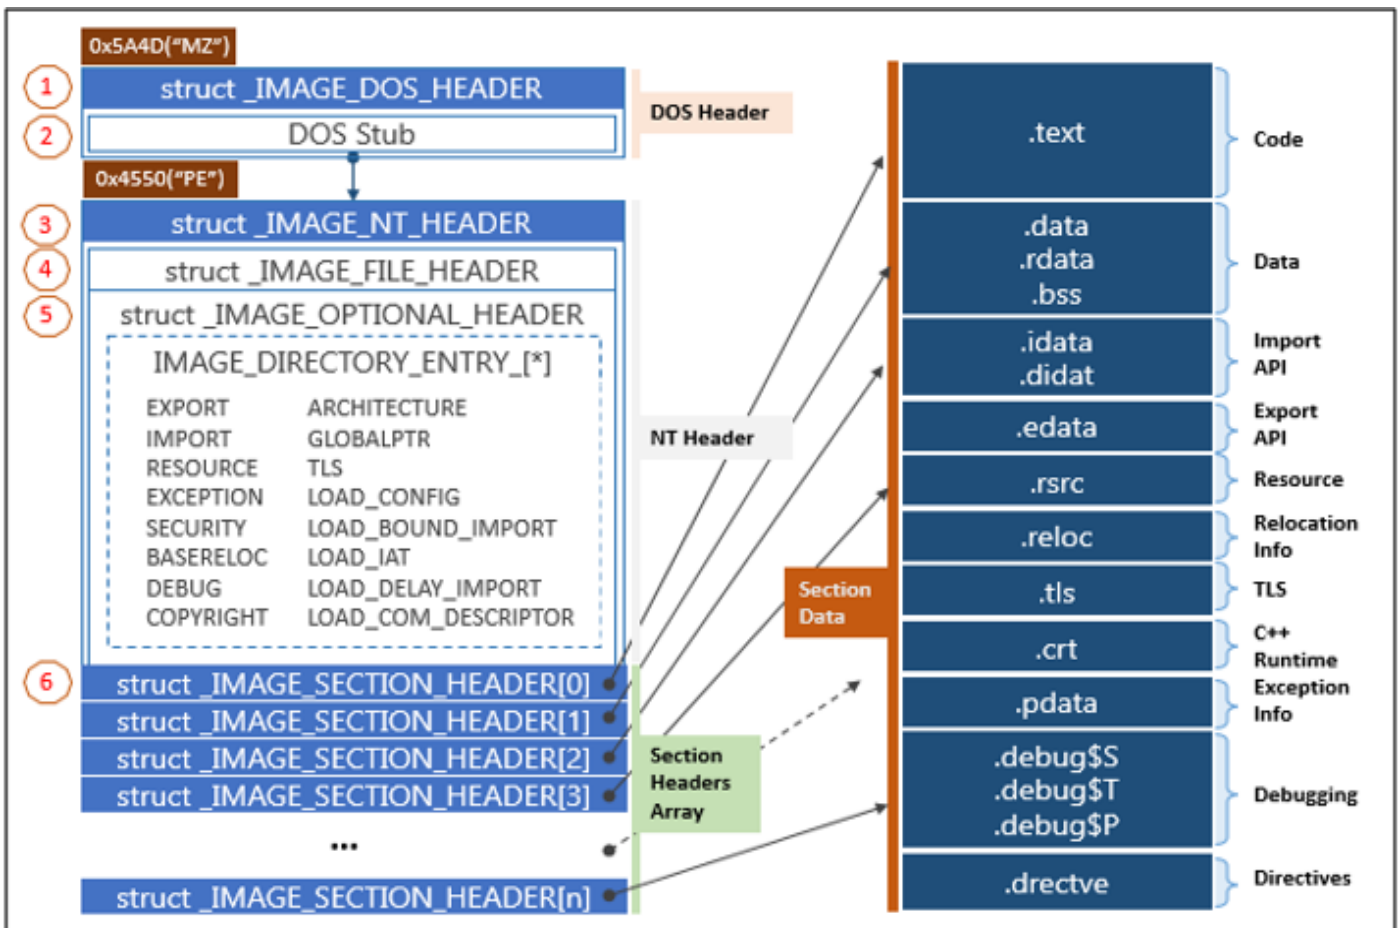 0x5A4D("MZ")
1
struct _IMAGE_DOS_HEADER
2
DOS Stub
DOS Header
0x4550("PE")
3
struct _IMAGE_NT_HEADER
4
struct _IMAGE_FILE_HEADER
5
struct _IMAGE_OPTIONAL_HEADER
IMAGE_DIRECTORY_ENTRY_[*]
EXPORT ARCHITECTURE
IMPORT GLOBALPTR
RESOURCE TLS
EXCEPTION LOAD_CONFIG
SECURITY LOAD_BOUND_IMPORT
BASERELOC LOAD_IAT
DEBUG LOAD_DELAY_IMPORT
COPYRIGHT LOAD_COM_DESCRIPTOR
NT Header
6
struct _IMAGE_SECTION_HEADER[0]
struct _IMAGE_SECTION_HEADER[1]
struct _IMAGE_SECTION_HEADER[2]
struct _IMAGE_SECTION_HEADER[3]
...
struct _IMAGE_SECTION_HEADER[n]
Section
Headers
Array
Section
Data
.text
Code
.data
.rdata
.bss
Data
.idata
.didat
Import
API
.edata
Export
API
.rsrc
Resource
.reloc
Relocation
Info
.tls
TLS
.crt
C++
Runtime
.pdata
Exception
Info
.debug$S
.debug$T
.debug$P
Debugging
.drectve
Directives